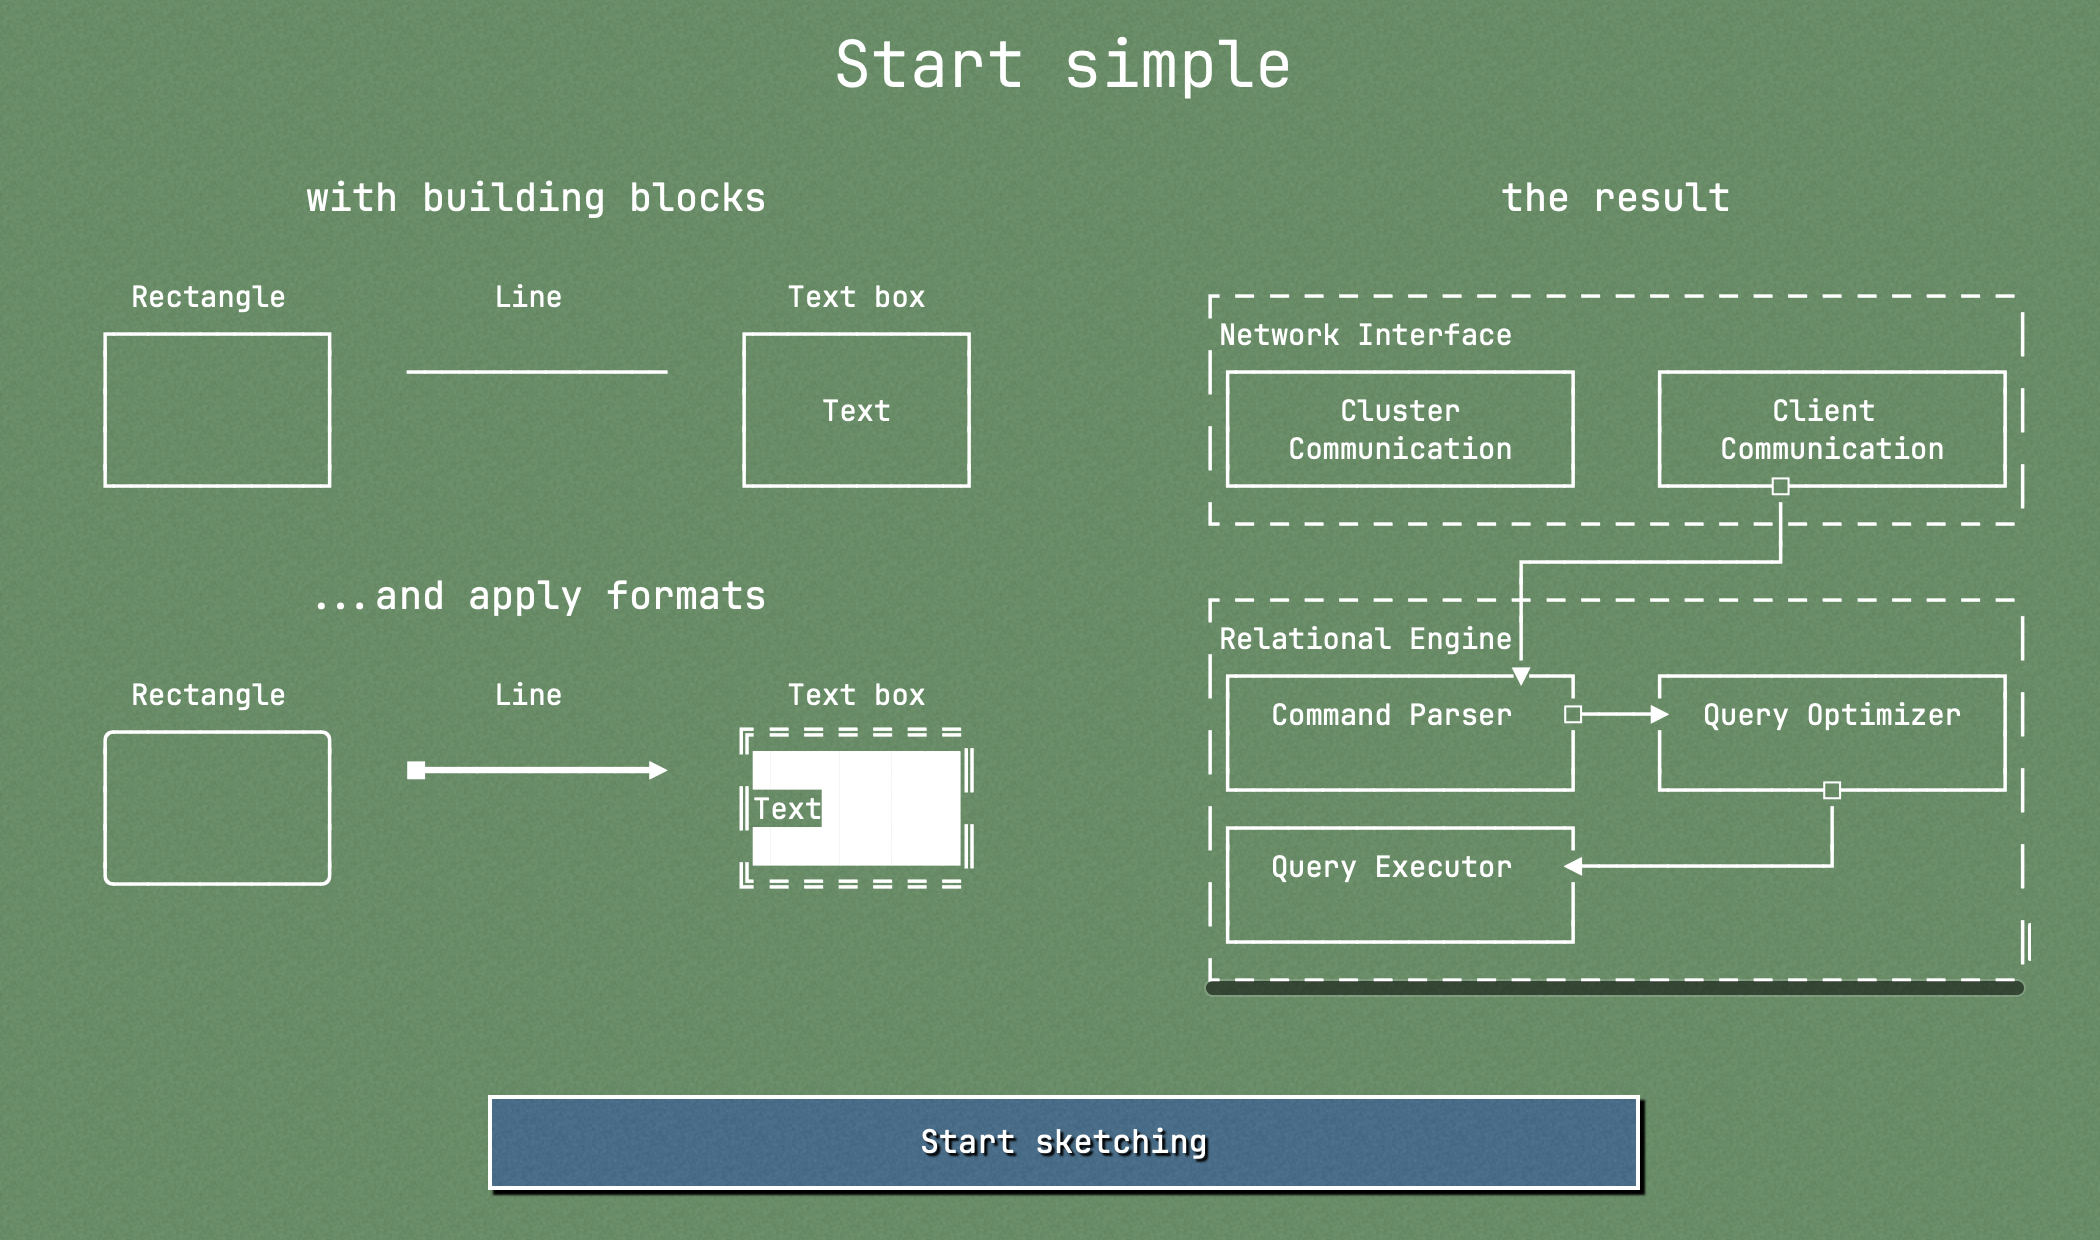 Start simple
with building blocks
Rectangle
Line
Text box
Text
...and apply formats
Rectangle
Line
Text box
Text
the result
Network Interface
Cluster
Communication
Client
Communication
Relational Engine
Command Parser
Query Optimizer
Query Executor
Start sketching